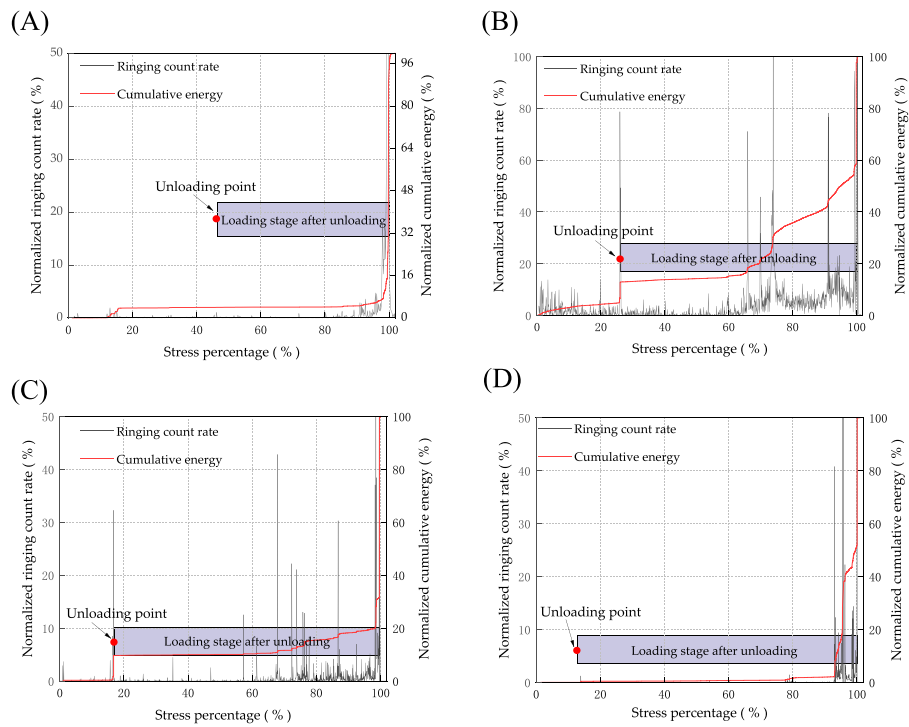 (A)
50
40
30
20
10
0
Normalized ringing count rate ( % )
Ringing count rate
Cumulative energy
Unloading point
Loading stage after unloading
96
80
64
48
32
16
0
Normalized cumulative energy ( % )
0 20 40 60 80 100
Stress percentage ( % )
(B)
100
80
60
40
20
0
Normalized ringing count rate ( % )
Ringing count rate
Cumulative energy
Unloading point
Loading stage after unloading
100
80
60
40
20
0
Normalized cumulative energy ( % )
0 20 40 60 80 100
Stress percentage ( % )
(C)
50
40
30
20
10
0
Normalized ringing count rate ( % )
Ringing count rate
Cumulative energy
Unloading point
Loading stage after unloading
100
80
60
40
20
0
Normalized cumulative energy ( % )
0 20 40 60 80 100
Stress percentage ( % )
(D)
50
40
30
20
10
0
Normalized ringing count rate ( % )
Ringing count rate
Cumulative energy
Unloading point
Loading stage after unloading
100
80
60
40
20
0
Normalized cumulative energy ( % )
0 20 40 60 80 100
Stress percentage ( % )